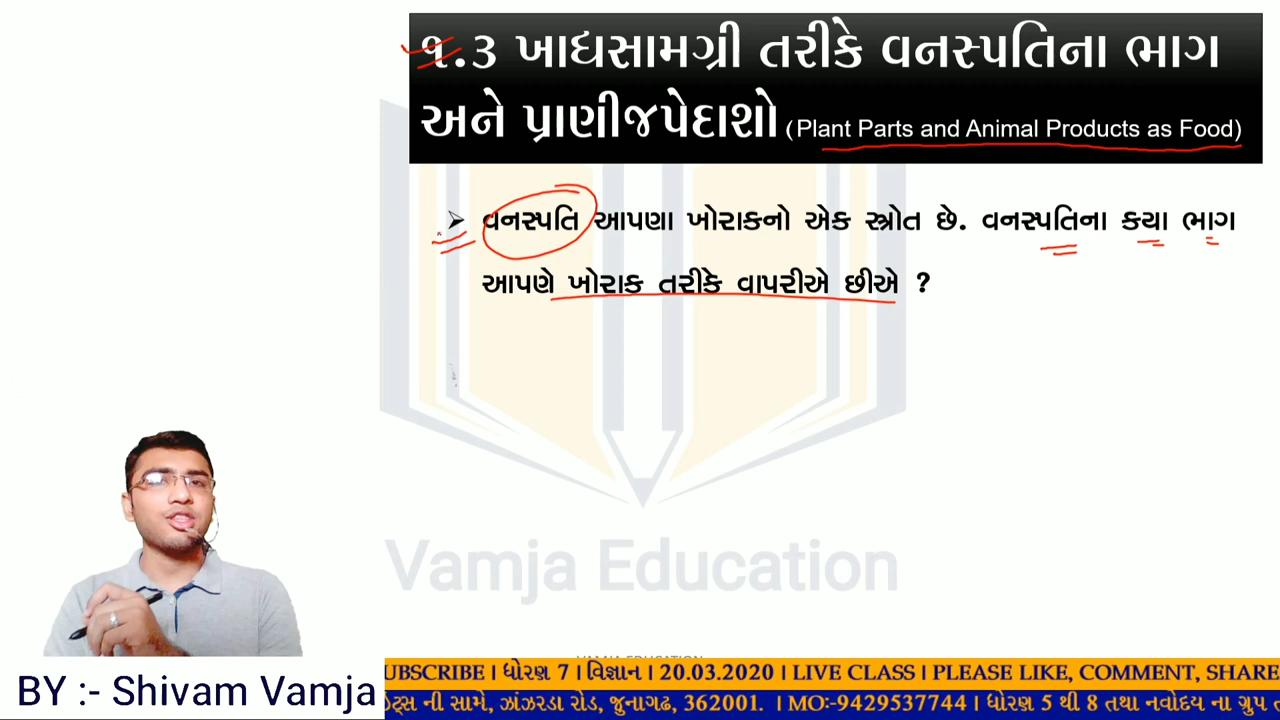 ૧.૩ ખાદ્યસામગ્રી તરીકે વનસ્પતિના ભાગ
અને પ્રાણીજપેદાશો (Plant Parts and Animal Products as Food)
➢ વનસ્પતિ આપણા ખોરાકનો એક સ્ત્રોત છે. વનસ્પતિના કયા ભાગ
આપણે ખોરાક તરીકે વાપરીએ છીએ ?
Vamja Education
VAMJA EDUCATION
BY :- Shivam Vamja
UBSCRIBE । ધોરણ 7 । વિજ્ઞાન । 20.03.2020 । LIVE CLASS । PLEASE LIKE, COMMENT, SHARE
ની સામે, ઝાંઝરડા રોડ, જુનાગઢ, 362001. । MO:-9429537744 । ધોરણ 5 થી 8 તથા નવોદય ના ગ્રુપ